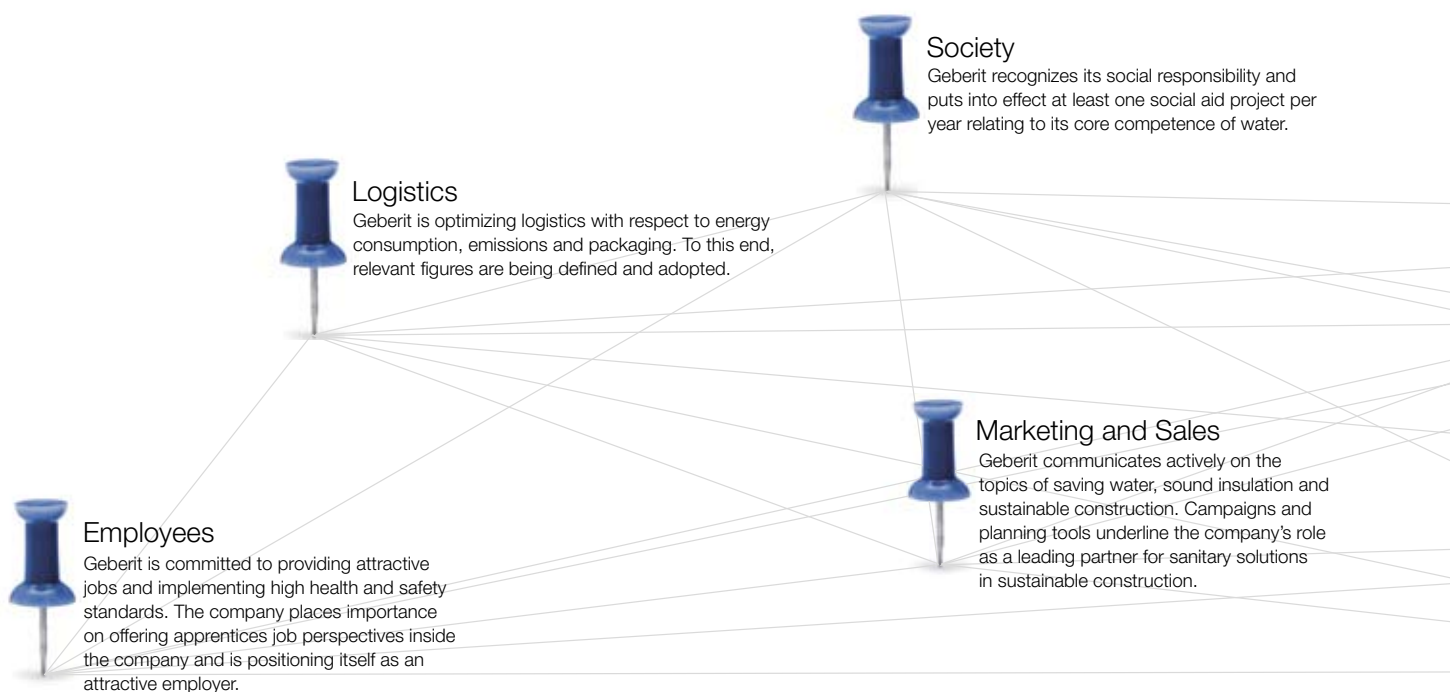 Society
Geberit recognizes its social responsibility and
puts into effect at least one social aid project per
year relating to its core competence of water.
Logistics
Geberit is optimizing logistics with respect to energy
consumption, emissions and packaging. To this end,
relevant figures are being defined and adopted.
Marketing and Sales
Geberit communicates actively on the
topics of saving water, sound insulation and
sustainable construction. Campaigns and
planning tools underline the company’s role
as a leading partner for sanitary solutions
in sustainable construction.
Employees
Geberit is committed to providing attractive
jobs and implementing high health and safety
standards. The company places importance
on offering apprentices job perspectives inside
the company and is positioning itself as an
attractive employer.